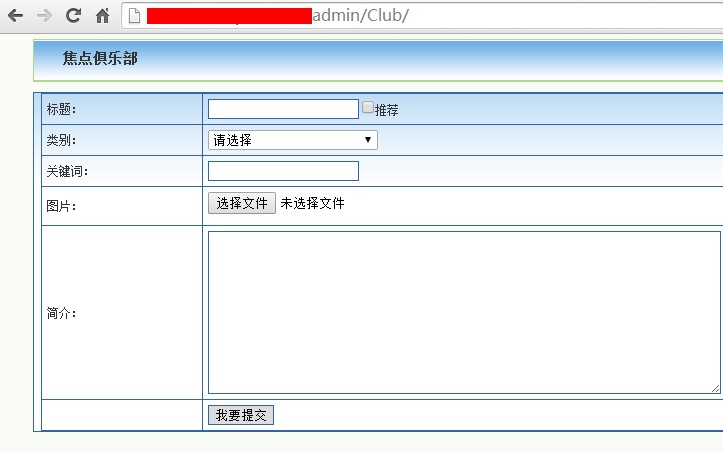 admin/Club/
焦点俱乐部
标题：
推荐
类别：
请选择
关键词：
图片：
选择文件 未选择文件
简介：
我要提交